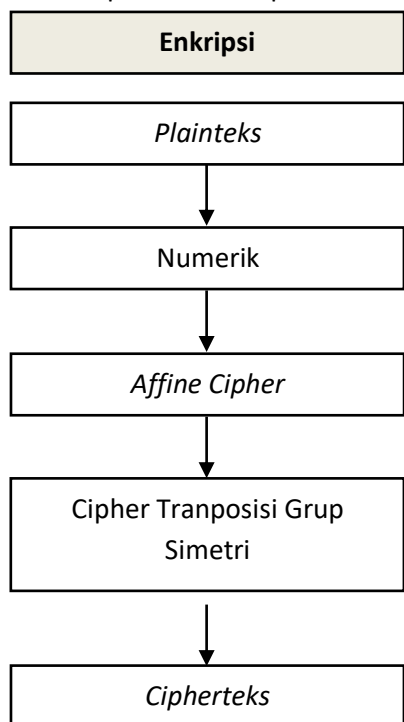 Enkripsi
Plainteks
Numerik
Affine Cipher
Cipher Tranposisi Grup
Simetri
Cipherteks